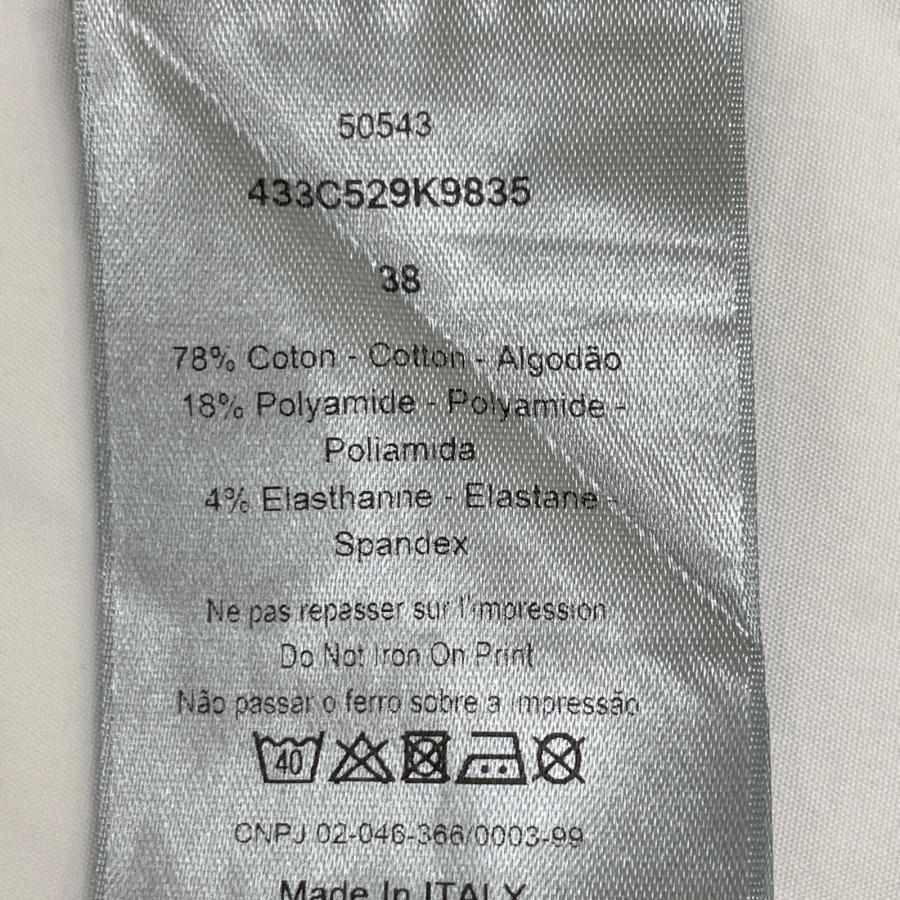 50543
433C529K9835
38
78% Coton - Cotton - Algodão
18% Polyamide - Polyamide -
Poliamida
4% Elasthanne - Elastane -
Spandex
Ne pas repasser sur l'impression
Do Not Iron On Print
Não passar o ferro sobre a impressão
40
CNPJ 02-046-366/0003-99
Made In ITALY